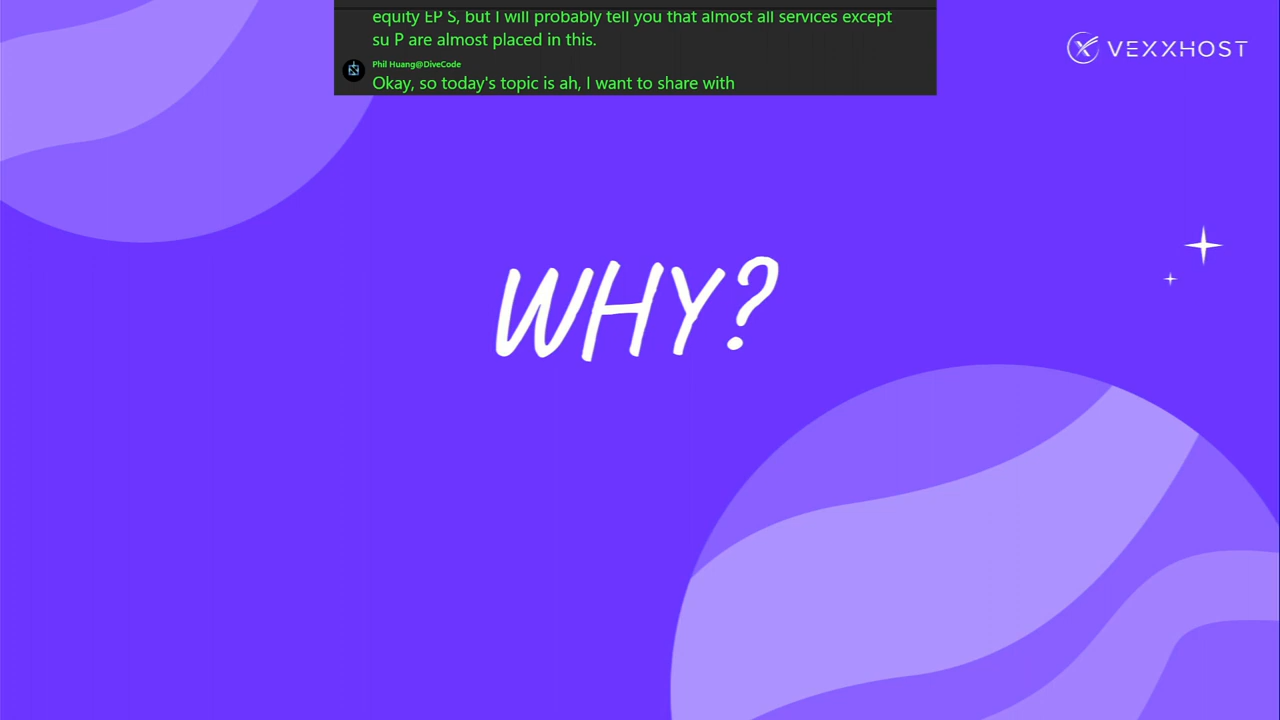 equity EP S, but I will probably tell you that almost all services except
su P are almost placed in this.
Phil Huang@DiveCode
Okay, so today's topic is ah, I want to share with
VEXXHOST
WHY?